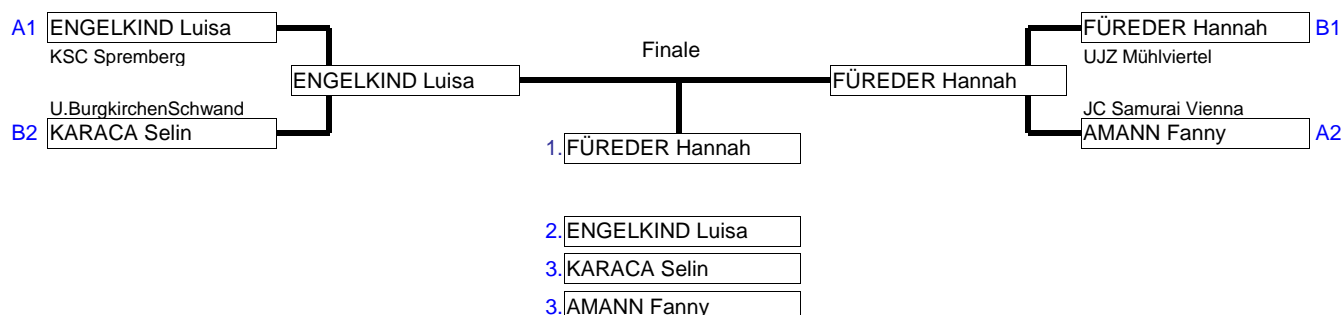 A1 ENGELKIND Luisa
KSC Spremberg
FÜREDER Hannah B1
UJZ Mühlviertel
Finale
ENGELKIND Luisa
FÜREDER Hannah
U.BurgkirchenSchwand
B2 KARACA Selin
JC Samurai Vienna
AMANN Fanny A2
1. FÜREDER Hannah
2. ENGELKIND Luisa
3. KARACA Selin
3. AMANN Fanny